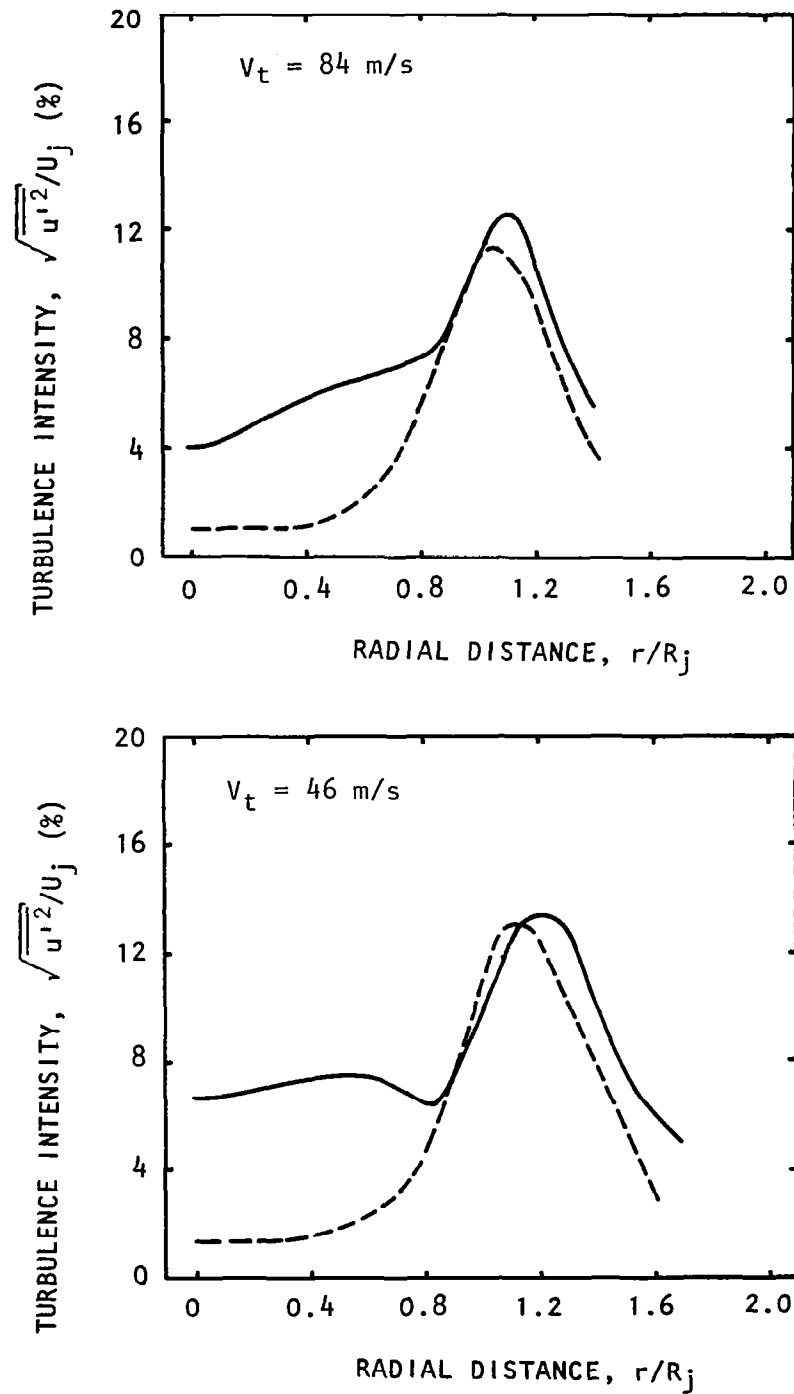 20
V_t = 84 m/s
16
12
8
4
0
TURBULENCE INTENSITY, √u'²/U_j (%)
0 0.4 0.8 1.2 1.6 2.0
RADIAL DISTANCE, r/R_j
20
V_t = 46 m/s
16
12
8
4
0
TURBULENCE INTENSITY, √u'²/U_j (%)
0 0.4 0.8 1.2 1.6 2.0
RADIAL DISTANCE, r/R_j